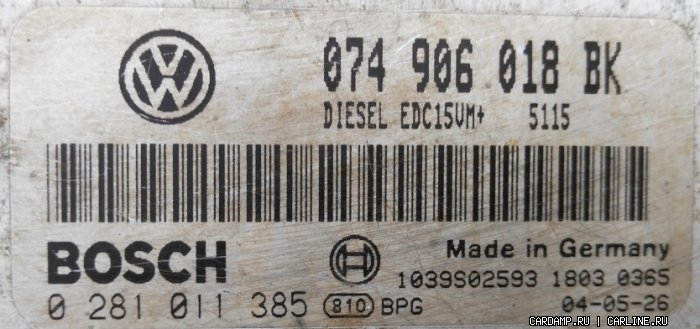 074 906 018 BK
DIESEL EDC15VM+ 5115
BOSCH
Made in Germany
1039S02593 1803 0365
0 281 011 385 810 BPG 04-05-26
CARDAMP.RU | CARLINE.RU